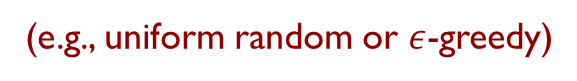 (e.g., uniform random or ϵ-greedy)